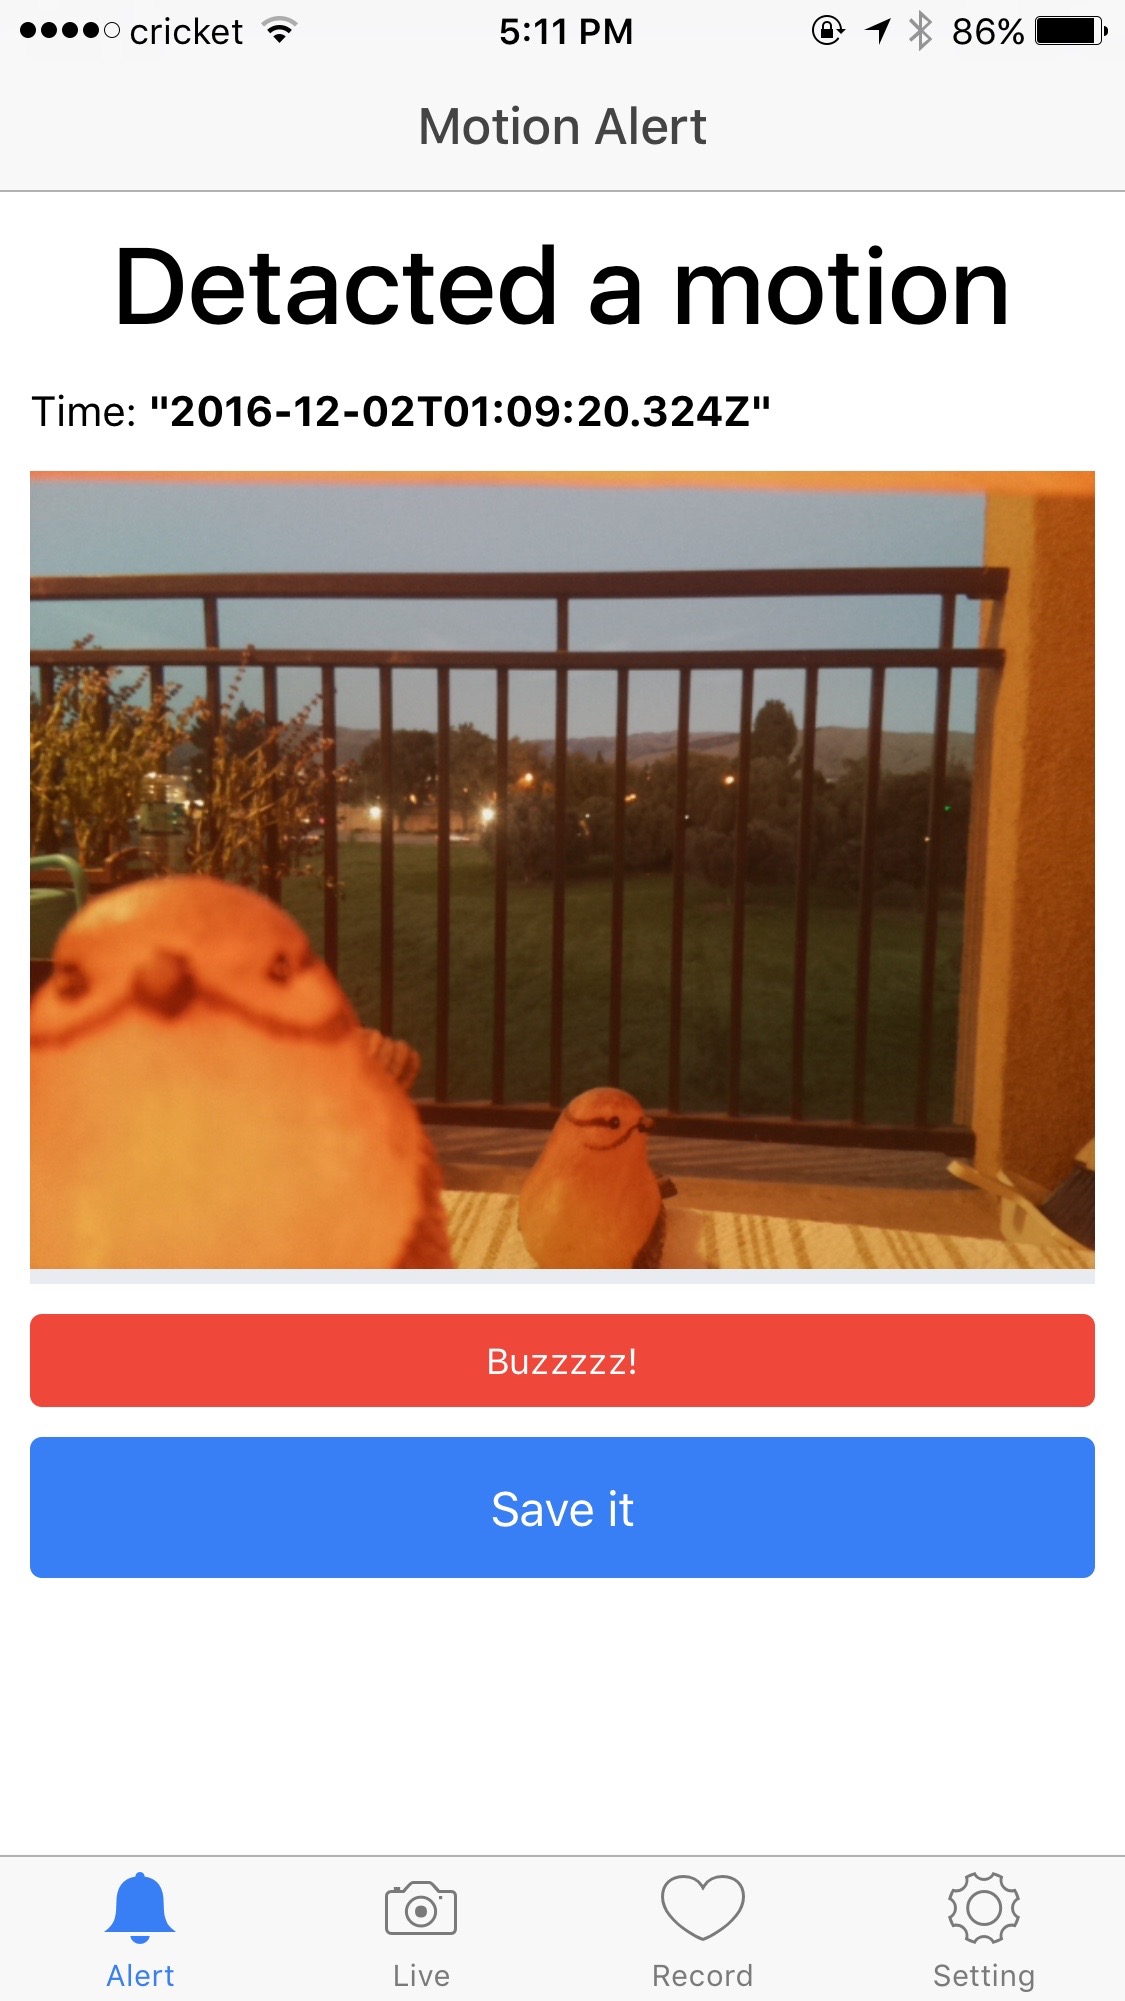 cricket 5:11 PM 86%
Motion Alert
Detacted a motion
Time: "2016-12-02T01:09:20.324Z"
Buzzzzz!
Save it
Alert Live Record Setting